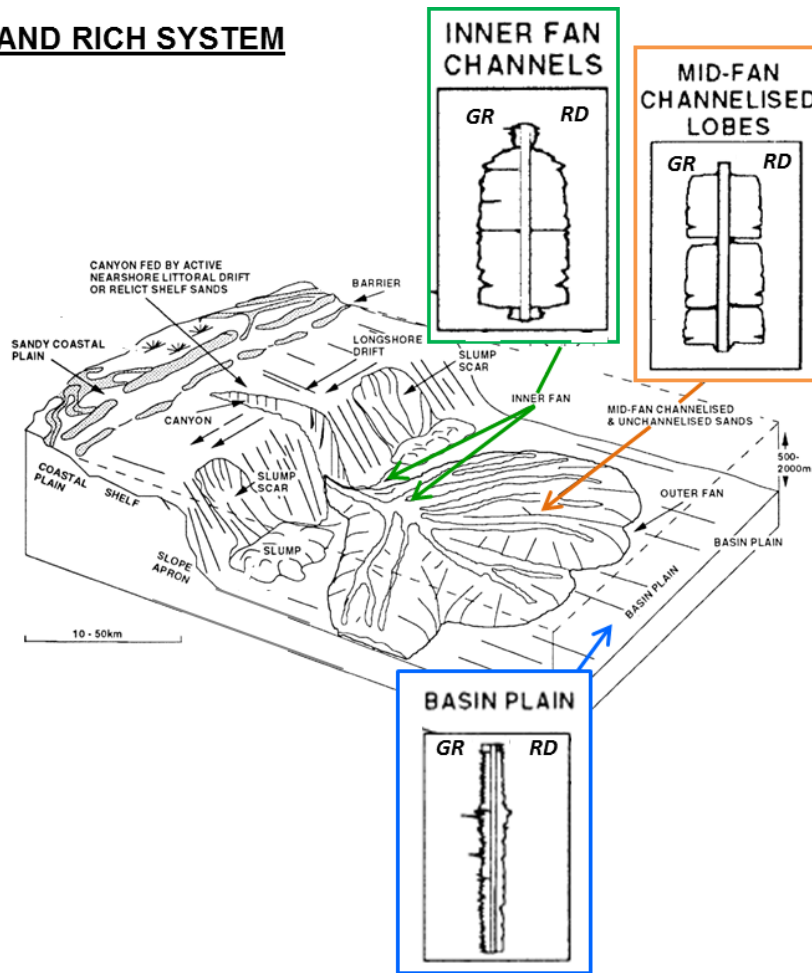 AND RICH SYSTEM
INNER FAN
CHANNELS
GR RD
MID-FAN
CHANNELISED
LOBES
GR RD
CANYON FED BY ACTIVE
NEARSHORE LITTORAL DRIFT
OR RELICT SHELF SANDS
BARRIER
SANDY COASTAL
PLAIN
LONGSHORE
DRIFT
SLUMP
SCAR
CANYON
INNER FAN
MID-FAN CHANNELISED
& UNCHANNELISED SANDS
500-
2000m
COASTAL
PLAIN
SHELF
SLUMP
SCAR
OUTER FAN
SLOPE
APRON
SLUMP
BASIN PLAIN
BASIN PLAIN
10 - 50km
BASIN PLAIN
GR RD